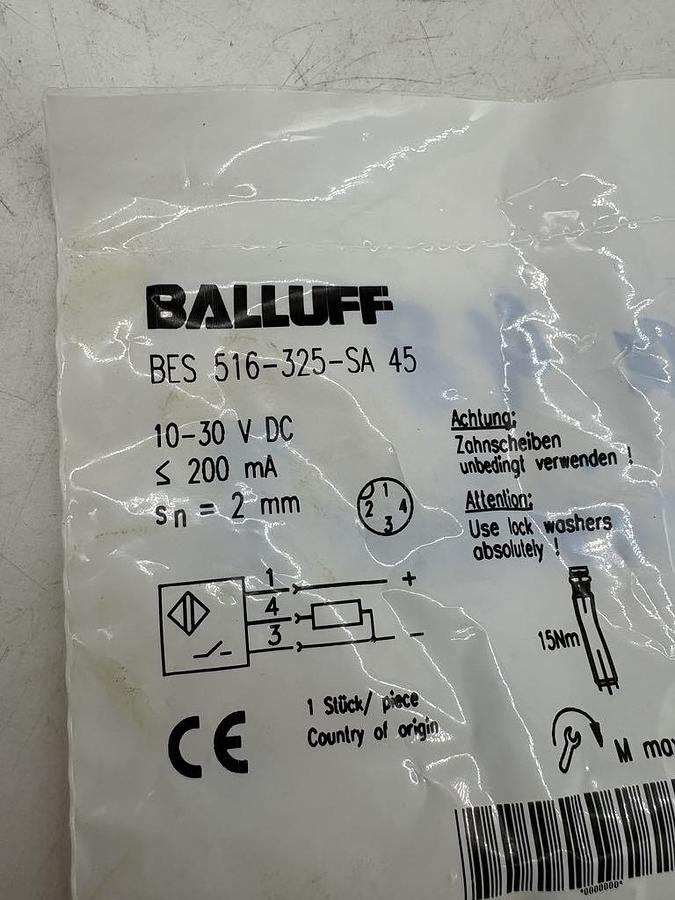 BALLUFF
BES 516-325-SA 45
10-30 V DC
≤ 200 mA
sn = 2 mm
1
2
4
3
Achtung:
Zahnscheiben
unbedingt verwenden !
Attention:
Use lock washers
absolutely !
1
+
4
3
-
15Nm
1 Stück/ piece
Country of origin
CE
M
*0000000*